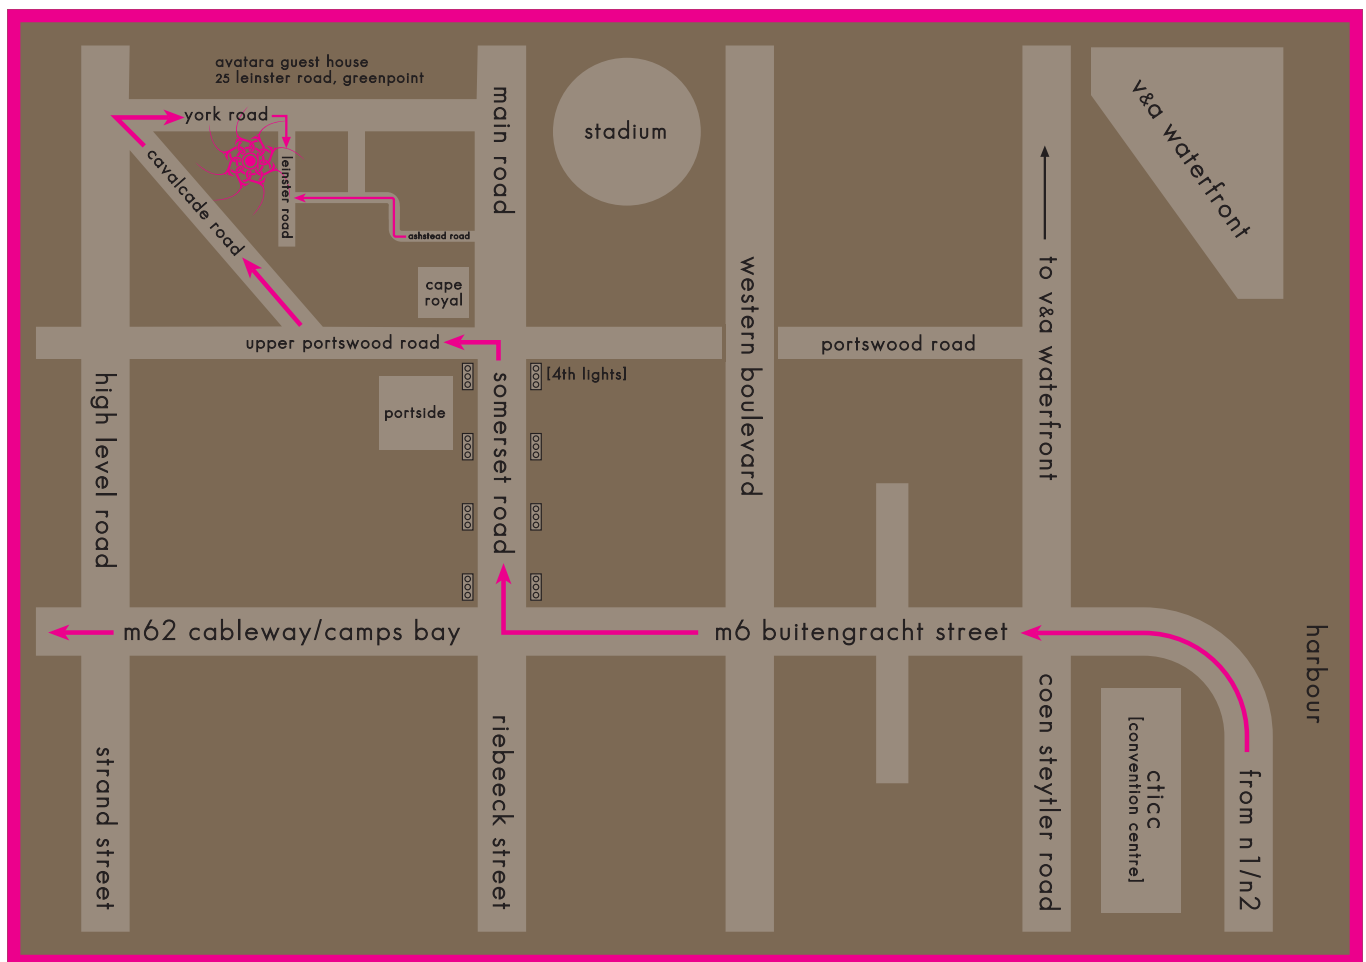 avatara guest house
25 leinster road, greenpoint
york road
leinster road
cavalcade road
ashstead road
main road
stadium
v&a waterfront
to v&a waterfront
cape
royal
western boulevard
upper portswood road
portswood road
[4th lights]
portside
high level road
somerset road
m62 cableway/camps bay
m6 buitengracht street
harbour
strand street
riebeeck street
coen steytler road
cticc
[convention centre]
from n1/n2